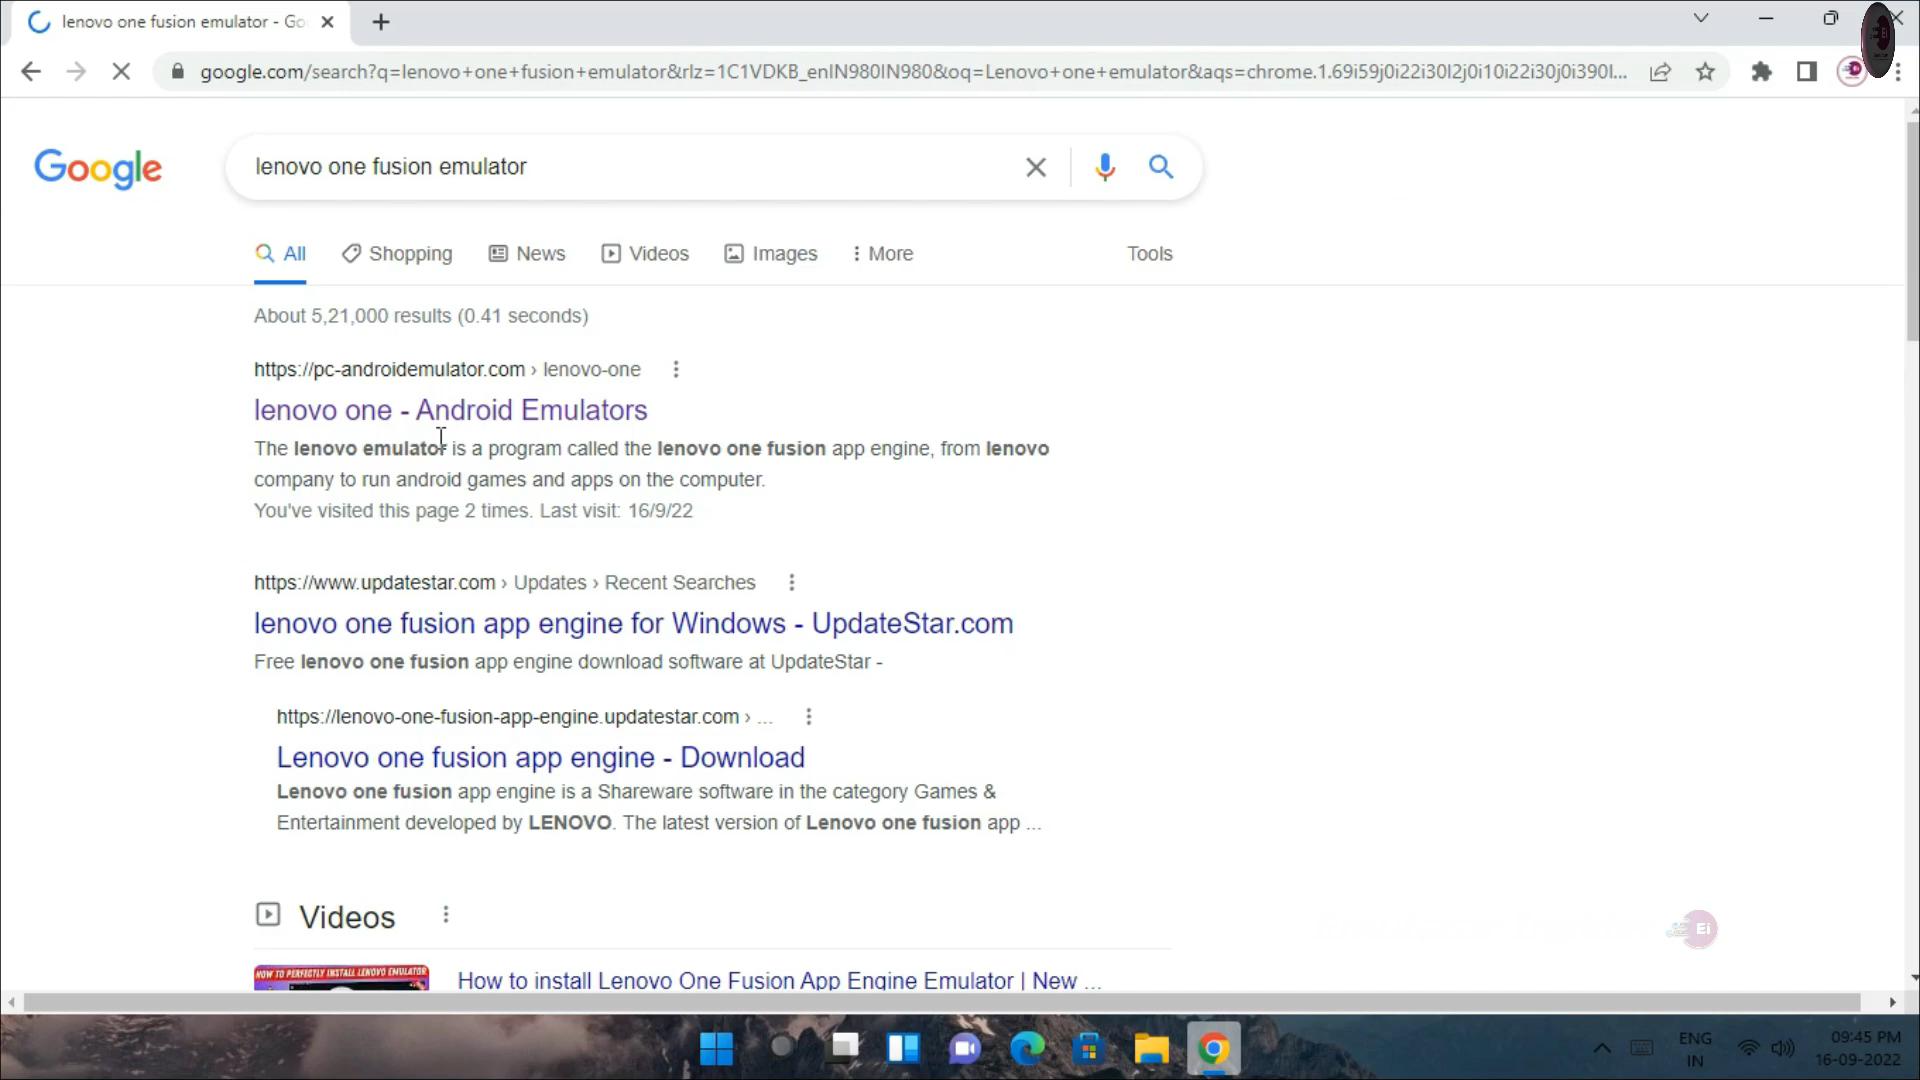 lenovo one fusion emulator - Go
google.com/search?q=lenovo+one+fusion+emulator&rlz=1C1VDKB_enIN980IN980&oq=Lenovo+one+emulator&aqs=chrome.1.69i59j0i22i30l2j0i10i22i30j0i390l...
Google
lenovo one fusion emulator
All
Shopping
News
Videos
Images
More
Tools
About 5,21,000 results (0.41 seconds)
https://pc-androidemulator.com › lenovo-one
lenovo one - Android Emulators
The lenovo emulator is a program called the lenovo one fusion app engine, from lenovo
company to run android games and apps on the computer.
You've visited this page 2 times. Last visit: 16/9/22
https://www.updatestar.com › Updates › Recent Searches
lenovo one fusion app engine for Windows - UpdateStar.com
Free lenovo one fusion app engine download software at UpdateStar -
https://lenovo-one-fusion-app-engine.updatestar.com › ...
Lenovo one fusion app engine - Download
Lenovo one fusion app engine is a Shareware software in the category Games &
Entertainment developed by LENOVO. The latest version of Lenovo one fusion app ...
Videos
Ei
NOW TO PERFECTLY INSTALL LENOVO EMULATOR
How to install Lenovo One Fusion App Engine Emulator | New ...
ENG
IN
09:45 PM
16-09-2022